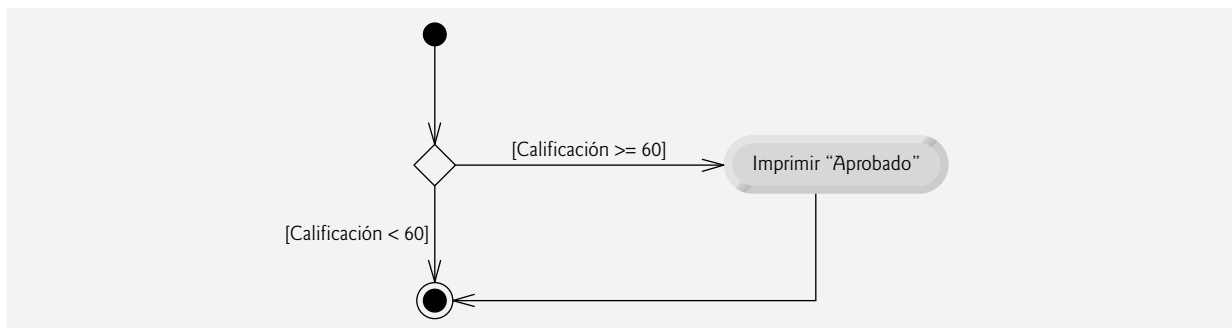 [Calificación >= 60]
Imprimir “Aprobado”
[Calificación < 60]